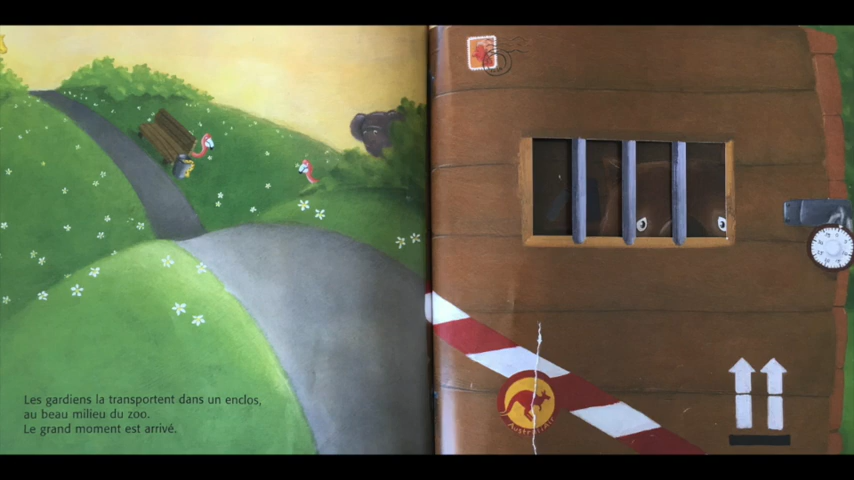 Les gardiens la transportent dans un enclos,
au beau milieu du zoo.
Le grand moment est arrivé.